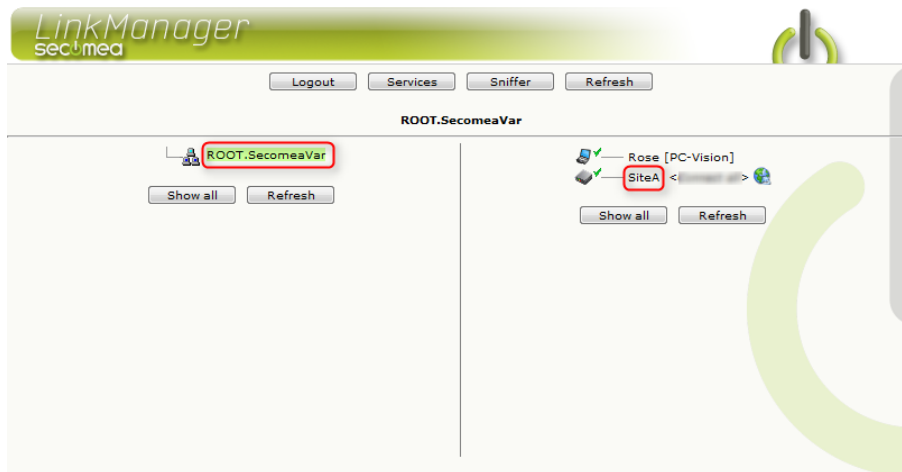 LinkManager
secomea
Logout Services Sniffer Refresh
ROOT.SecomeaVar
ROOT.SecomeaVar
Show all Refresh
Rose [PC-Vision]
SiteA < >
Show all Refresh